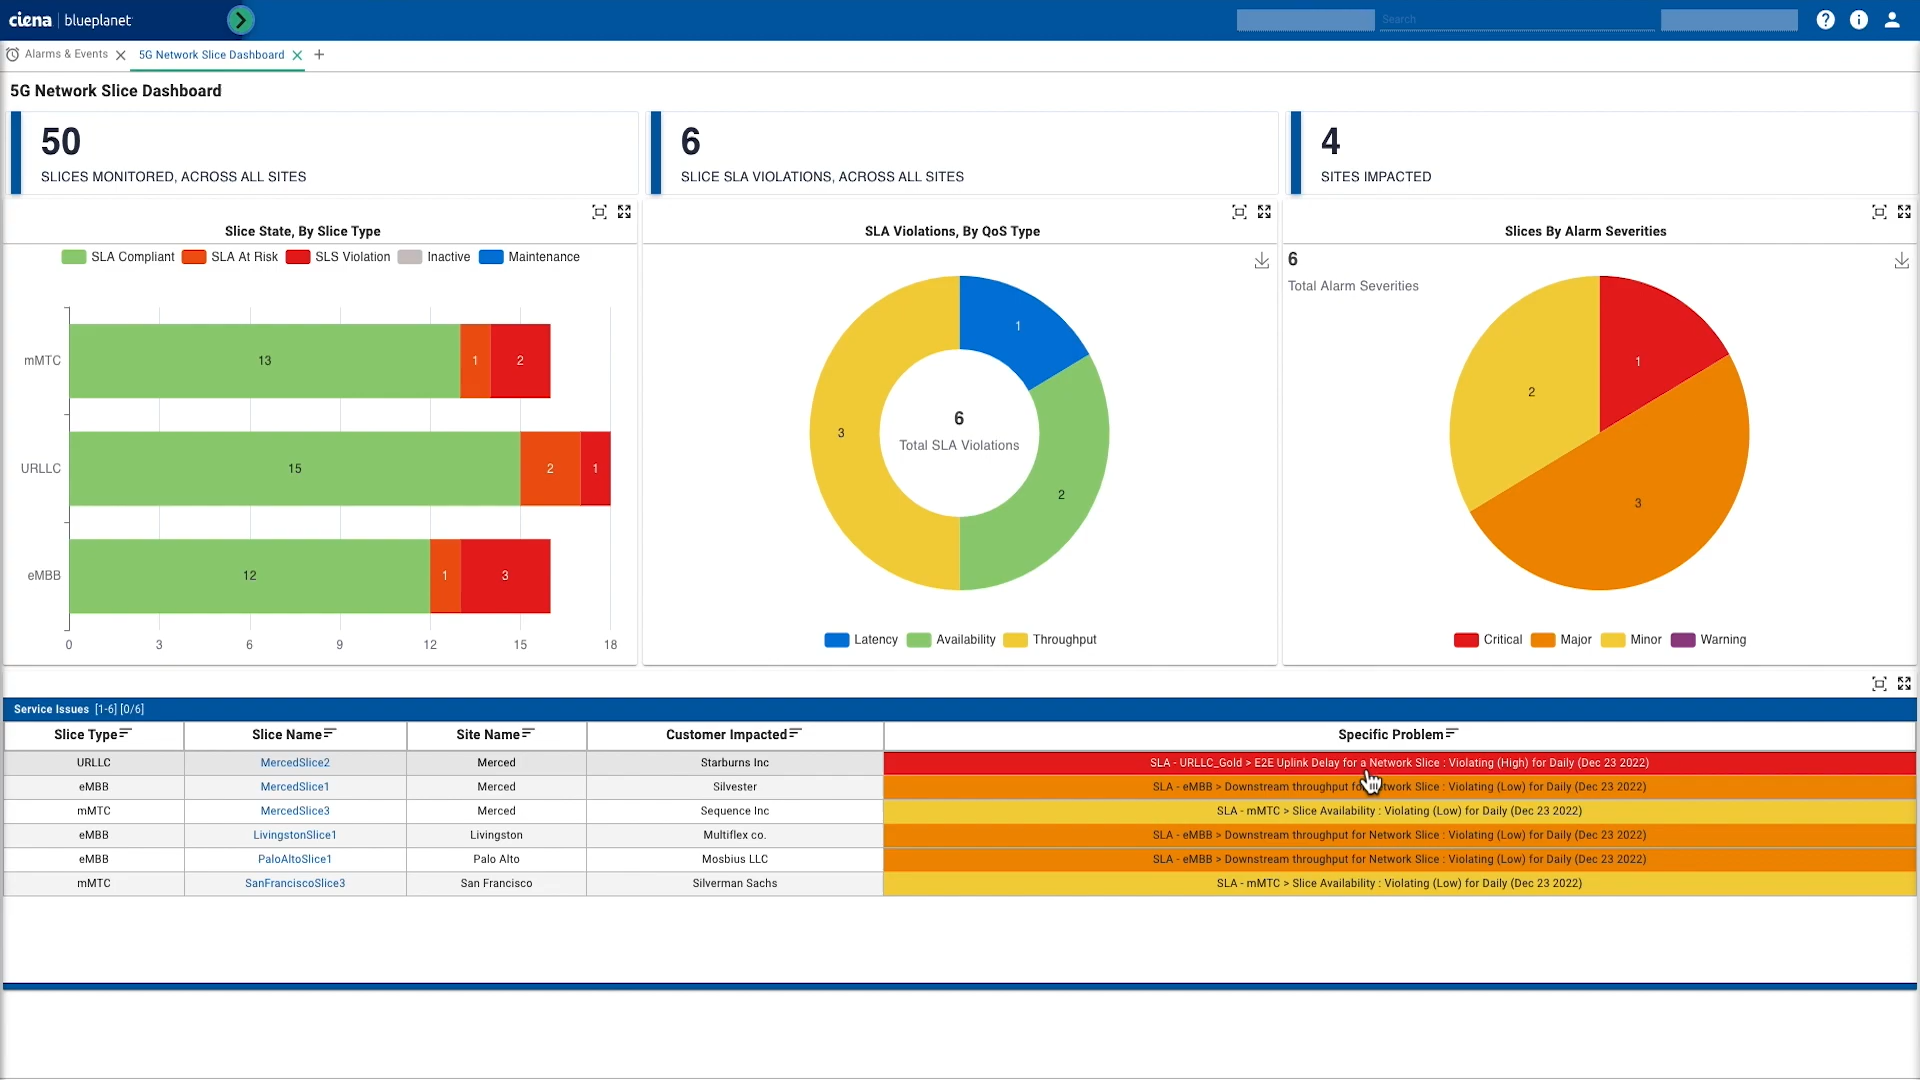 ciena | blueplanet
Search
Alarms & Events
5G Network Slice Dashboard
5G Network Slice Dashboard
50
SLICES MONITORED, ACROSS ALL SITES
6
SLICE SLA VIOLATIONS, ACROSS ALL SITES
4
SITES IMPACTED
Slice State, By Slice Type
SLA Compliant SLA At Risk SLS Violation Inactive Maintenance
mMTC 13 1 2
URLLC 15 2 1
eMBB 12 1 3
0 3 6 9 12 15 18
SLA Violations, By QoS Type
1
3
6
Total SLA Violations
2
Latency Availability Throughput
Slices By Alarm Severities
6
Total Alarm Severities
1
2
3
Critical Major Minor Warning
Service Issues [1-6] [0/6]
Slice Type Slice Name Site Name Customer Impacted Specific Problem
URLLC MercedSlice2 Merced Starburns Inc SLA - URLLC_Gold > E2E Uplink Delay for a Network Slice : Violating (High) for Daily (Dec 23 2022)
eMBB MercedSlice1 Merced Silvester SLA - eMBB > Downstream throughput for Network Slice : Violating (Low) for Daily (Dec 23 2022)
mMTC MercedSlice3 Merced Sequence Inc SLA - mMTC > Slice Availability : Violating (Low) for Daily (Dec 23 2022)
eMBB LivingstonSlice1 Livingston Multiflex co. SLA - eMBB > Downstream throughput for Network Slice : Violating (Low) for Daily (Dec 23 2022)
eMBB PaloAltoSlice1 Palo Alto Mosbius LLC SLA - eMBB > Downstream throughput for Network Slice : Violating (Low) for Daily (Dec 23 2022)
mMTC SanFranciscoSlice3 San Francisco Silverman Sachs SLA - mMTC > Slice Availability : Violating (Low) for Daily (Dec 23 2022)